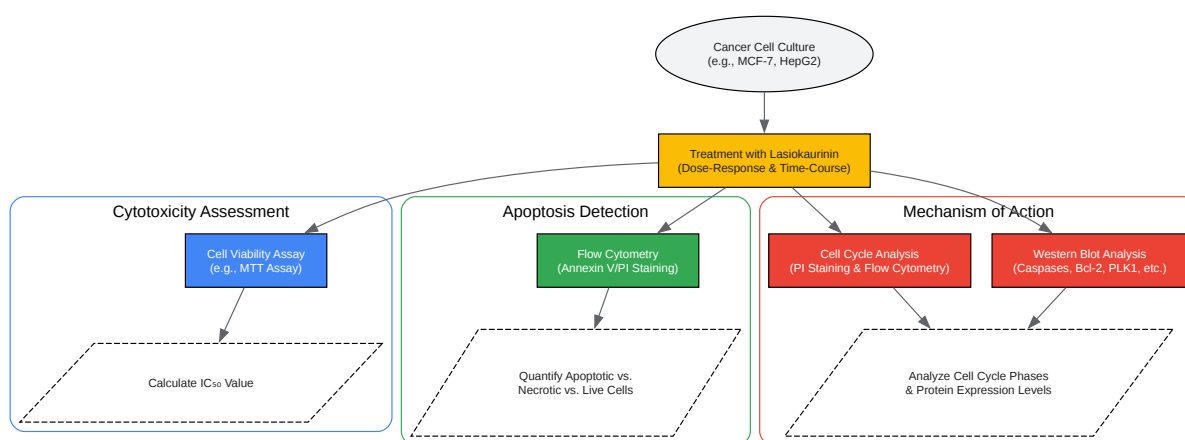 Cancer Cell Culture
(e.g., MCF-7, HepG2)
Treatment with Lasiokaurinin
(Dose-Response & Time-Course)
Cytotoxicity Assessment
Apoptosis Detection
Mechanism of Action
Cell Viability Assay
(e.g., MTT Assay)
Flow Cytometry
(Annexin V/PI Staining)
Cell Cycle Analysis
(PI Staining & Flow Cytometry)
Western Blot Analysis
(Caspases, Bcl-2, PLK1, etc.)
Calculate IC₅₀ Value
Quantify Apoptotic vs.
Necrotic vs. Live Cells
Analyze Cell Cycle Phases
& Protein Expression Levels